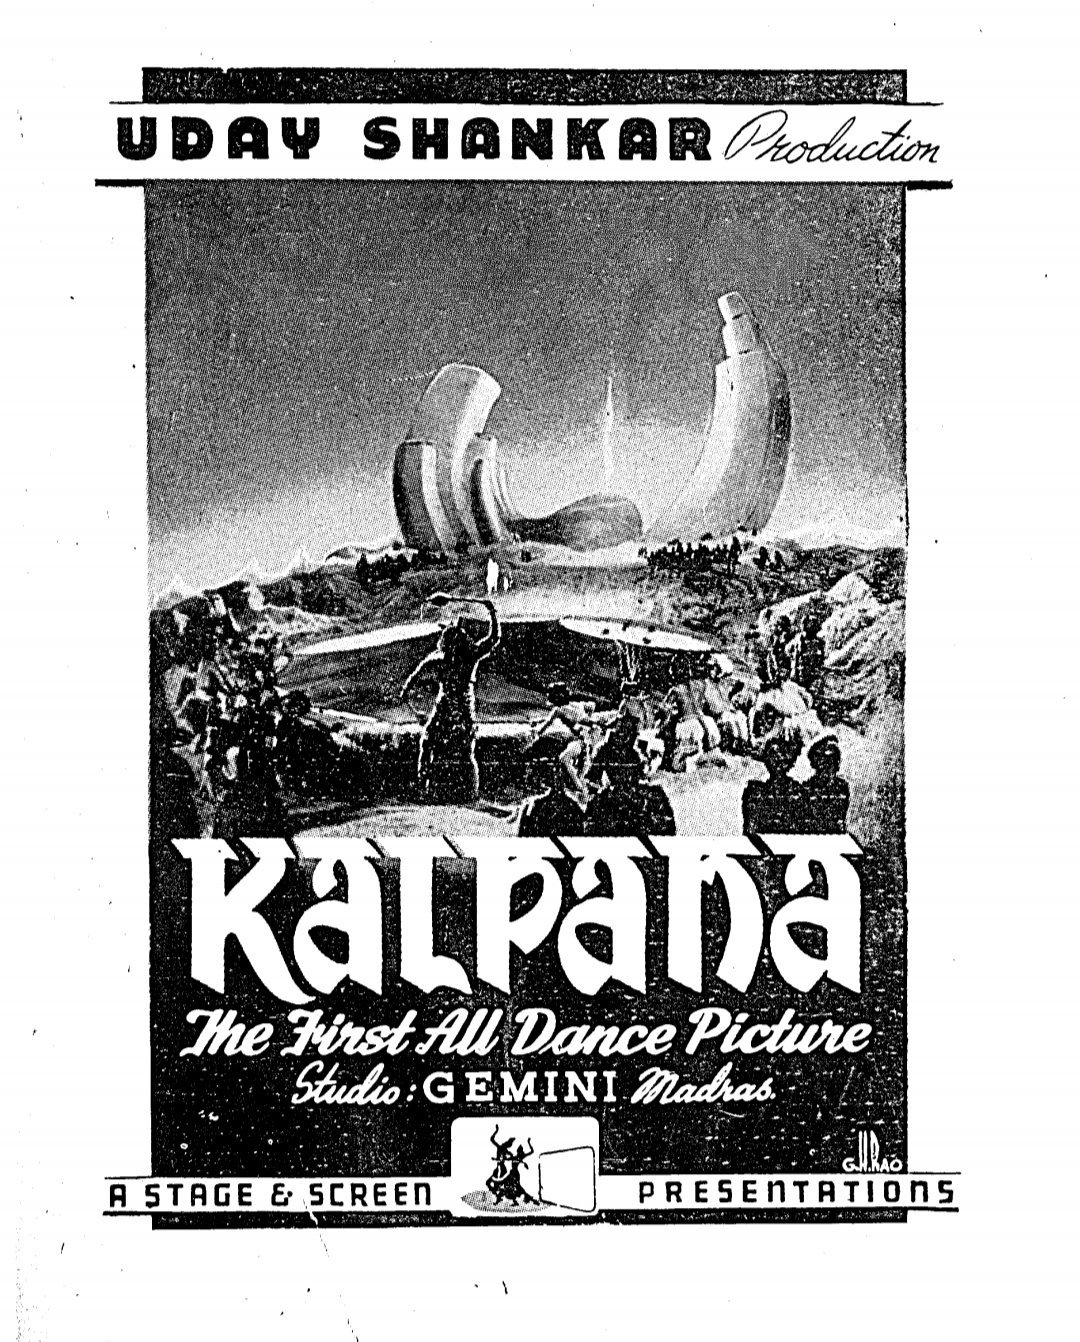 UDAY SHANKAR Production
Kalpana
The First All Dance Picture
Studio: GEMINI Madras.
G.H.RAO
A STAGE & SCREEN PRESENTATIONS